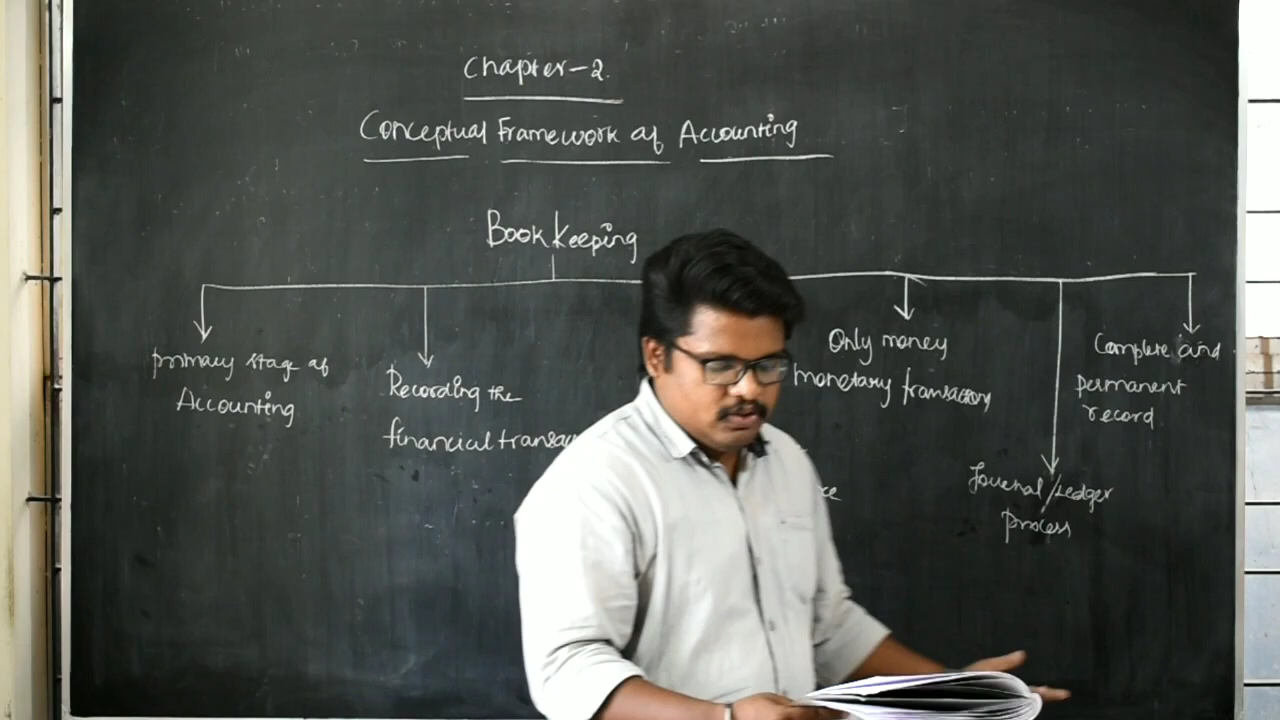 Chapter-2.
Conceptual Framework of Accounting
Book keeping
primary stage of
Accounting
Recording the
financial transac
Only money
monetary transactions
Journal/Ledger
process
Complete and
permanent
record